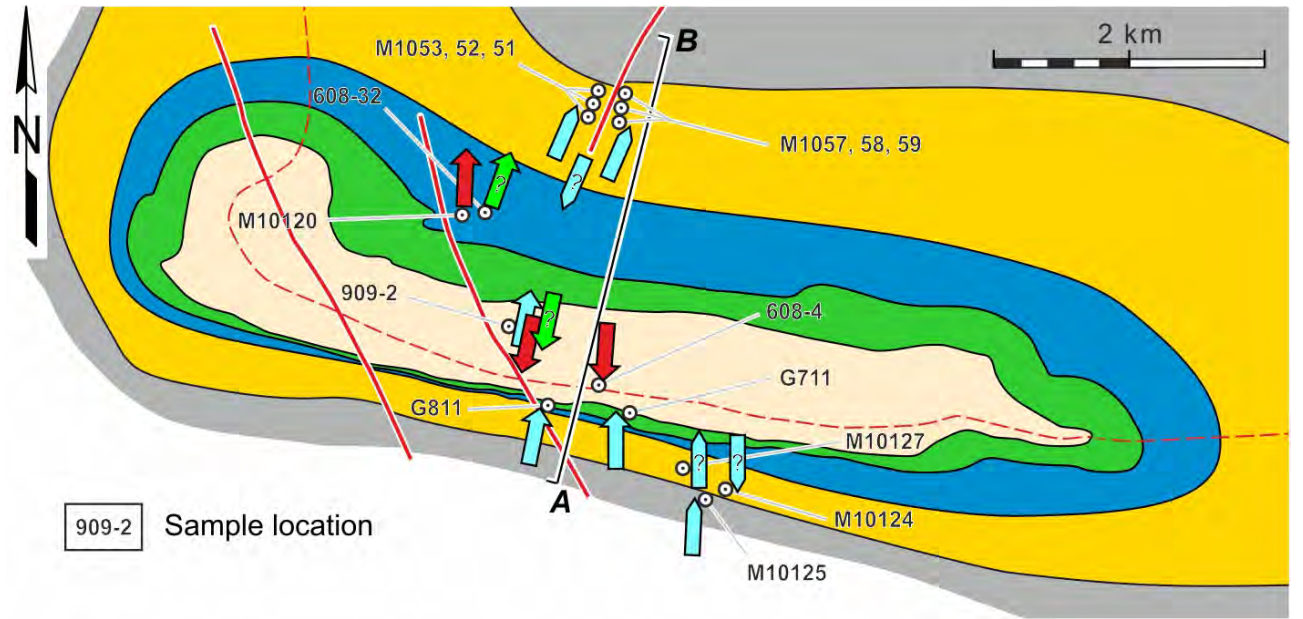 B
2 km
M1053, 52, 51
608-32
N
M1057, 58, 59
?
?
M10120
909-2
?
608-4
G711
G811
M10127
?
?
A
M10124
909-2
Sample location
M10125